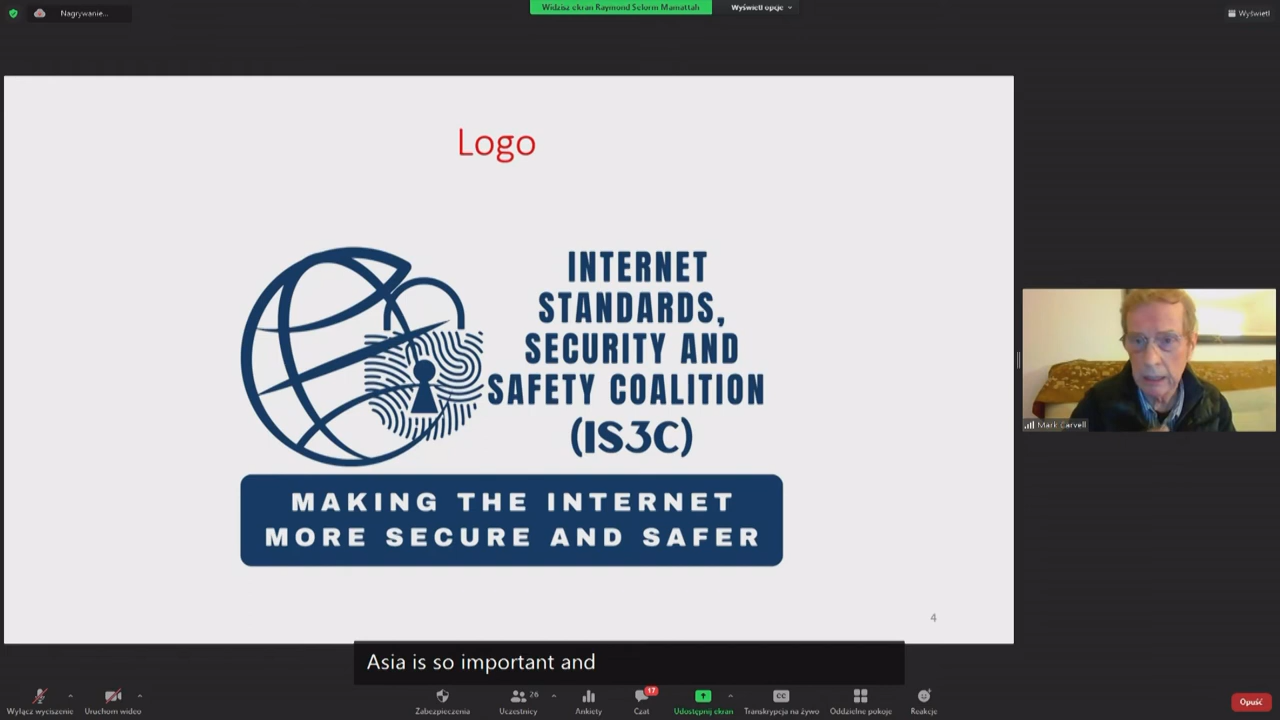 Nagrywanie...
Widzisz ekran Raymond Selorm Mamattah
Wyświetl opcje
Wyświetl
Logo
INTERNET
STANDARDS,
SECURITY AND
SAFETY COALITION
(IS3C)
MAKING THE INTERNET
MORE SECURE AND SAFER
4
Mark Carvell
Asia is so important and
Wyłącz wyciszenie
Uruchom wideo
Zabezpieczenia
26
Uczestnicy
Ankiety
17
Czat
Udostępnij ekran
CC
Transkrypcja na żywo
Oddzielne pokoje
Reakcje
Opuść